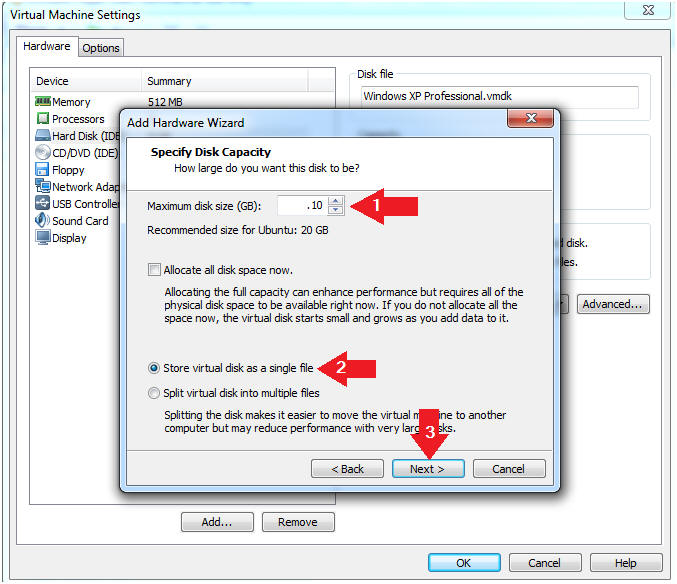 Virtual Machine Settings
Hardware
Options
Device
Summary
Memory
512 MB
Processors
Hard Disk (IDE
CD/DVD (IDE)
Floppy
Network Adap
USB Controlle
Sound Card
Display
Disk file
Windows XP Professional.vmdk
disk.
les.
Advanced...
Add Hardware Wizard
Specify Disk Capacity
How large do you want this disk to be?
Maximum disk size (GB):
.10
1
Recommended size for Ubuntu: 20 GB
Allocate all disk space now.
Allocating the full capacity can enhance performance but requires all of the
physical disk space to be available right now. If you do not allocate all the
space now, the virtual disk starts small and grows as you add data to it.
Store virtual disk as a single file
2
Split virtual disk into multiple files
Splitting the disk makes it easier to move the virtual to another
computer but may reduce performance with very
3
< Back
Next >
Cancel
Add...
Remove
OK
Cancel
Help